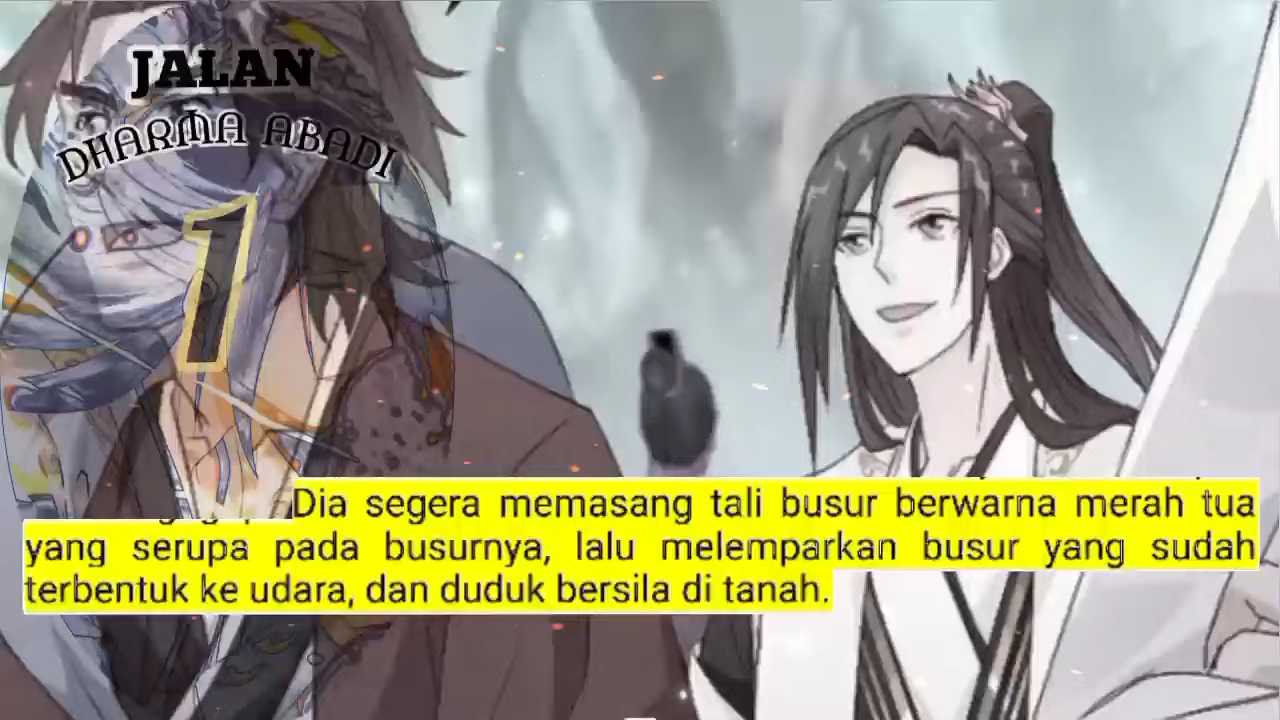 JALAN
DHARMA ABADI
1
Dia segera memasang tali busur berwarna merah tua
yang serupa pada busurnya, lalu melemparkan busur yang sudah
terbentuk ke udara, dan duduk bersila di tanah.